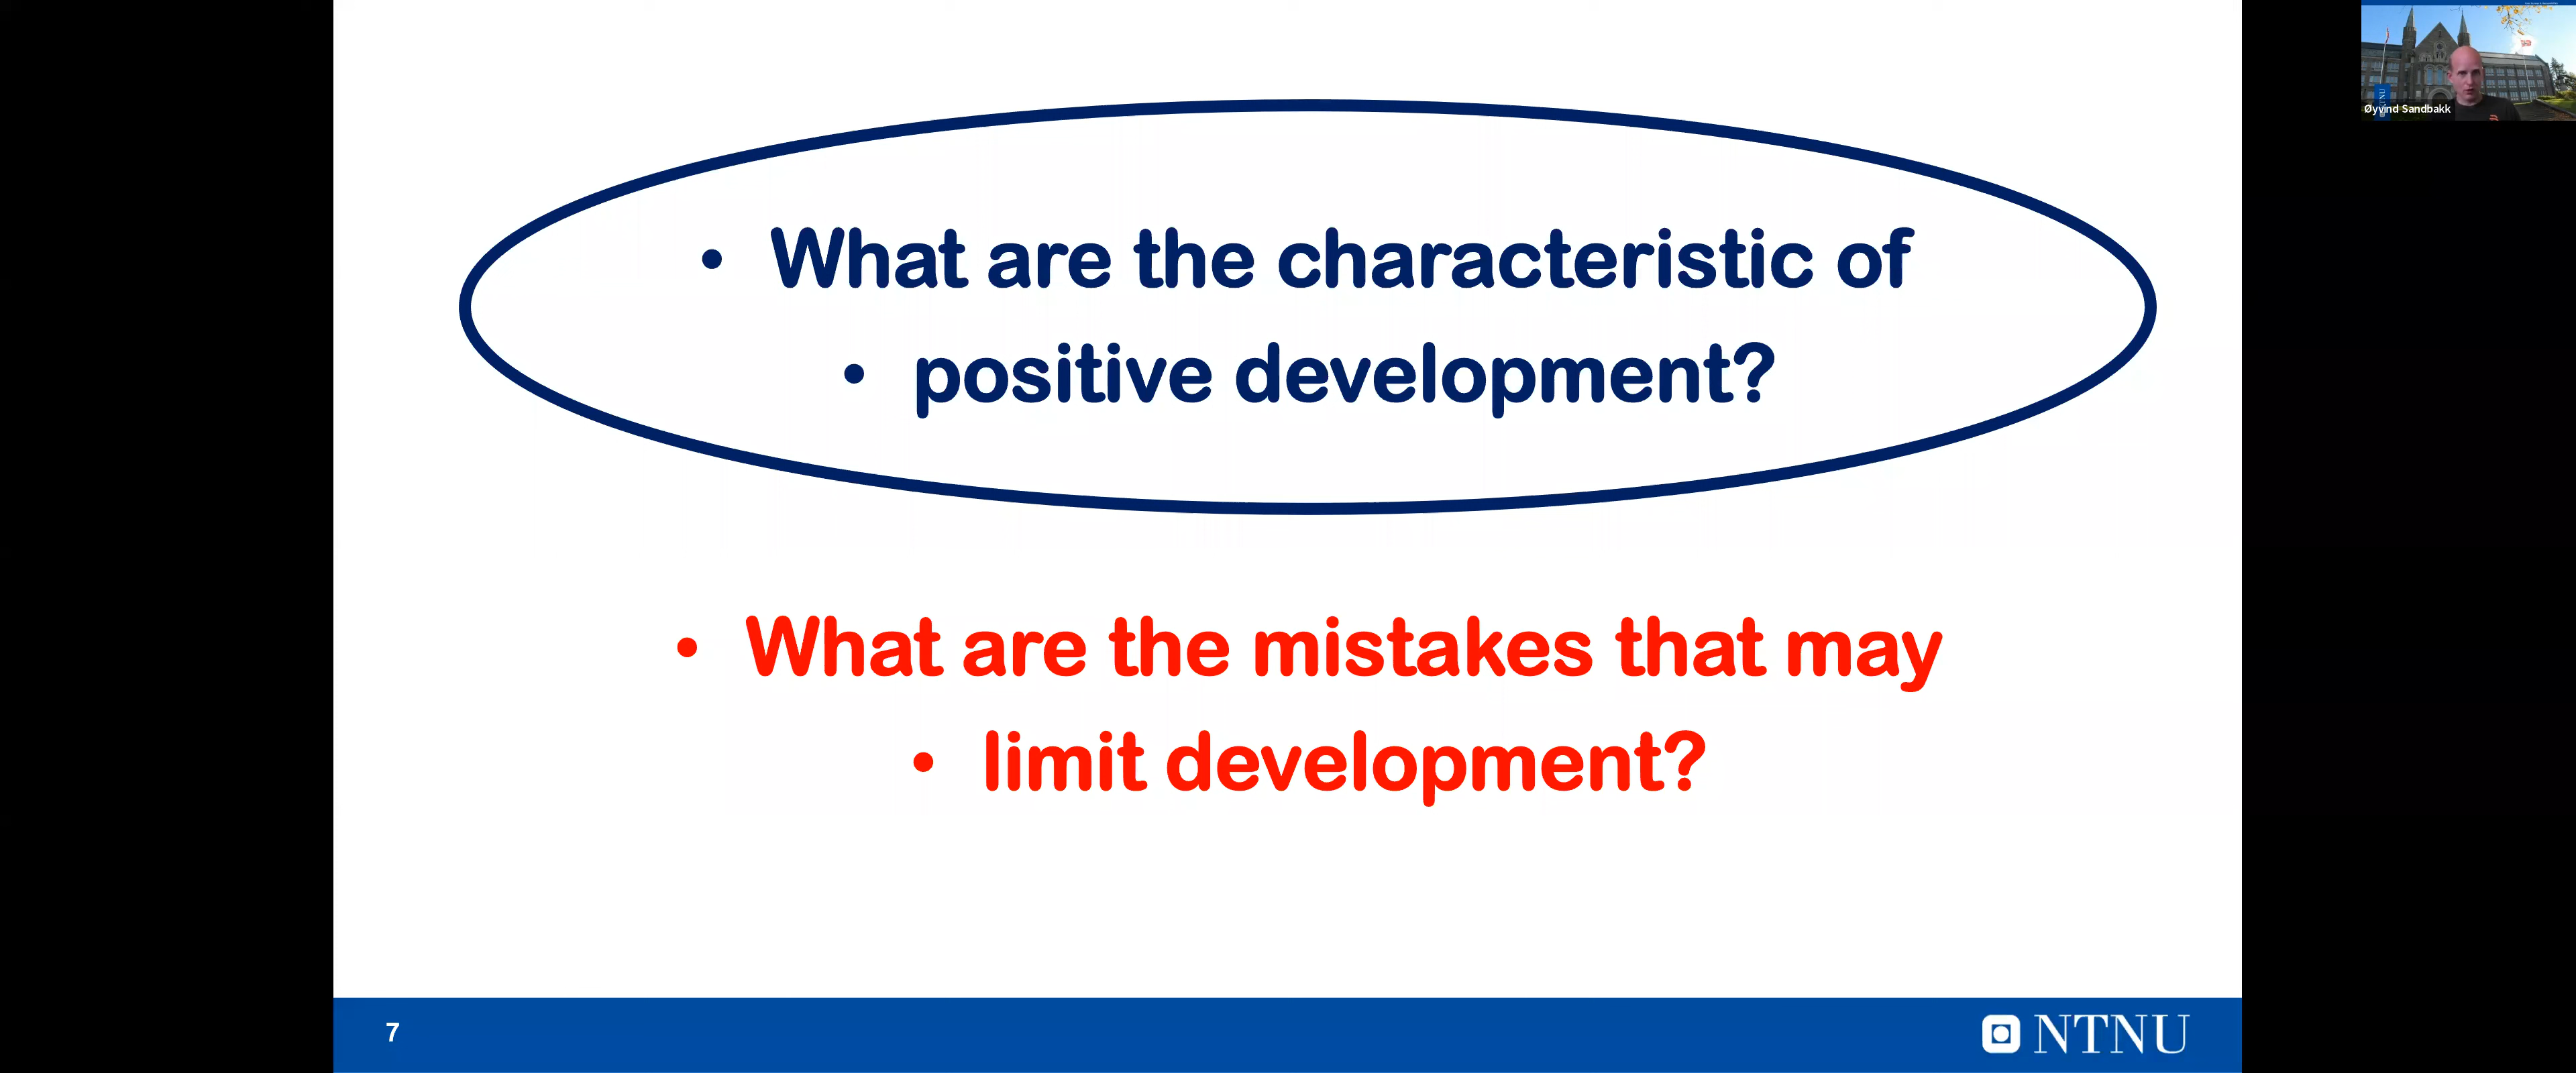 Øyvind Sandbakk
• What are the characteristic of
• positive development?
• What are the mistakes that may
• limit development?
7
NTNU